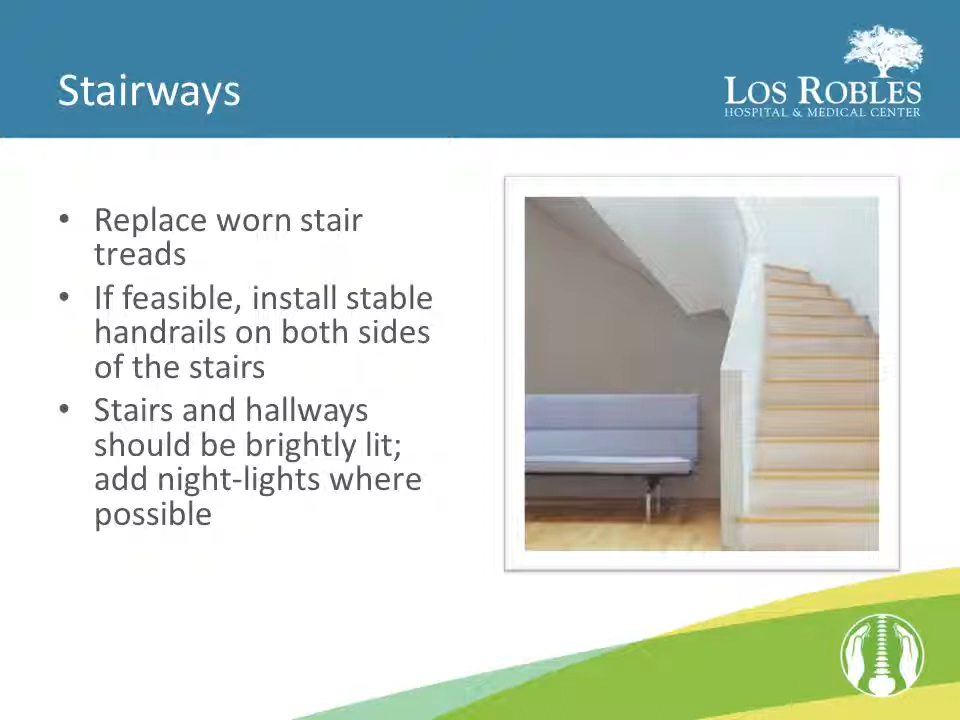 Stairways
LOS ROBLES
HOSPITAL & MEDICAL CENTER
• Replace worn stair
treads
• If feasible, install stable
handrails on both sides
of the stairs
• Stairs and hallways
should be brightly lit;
add night-lights where
possible